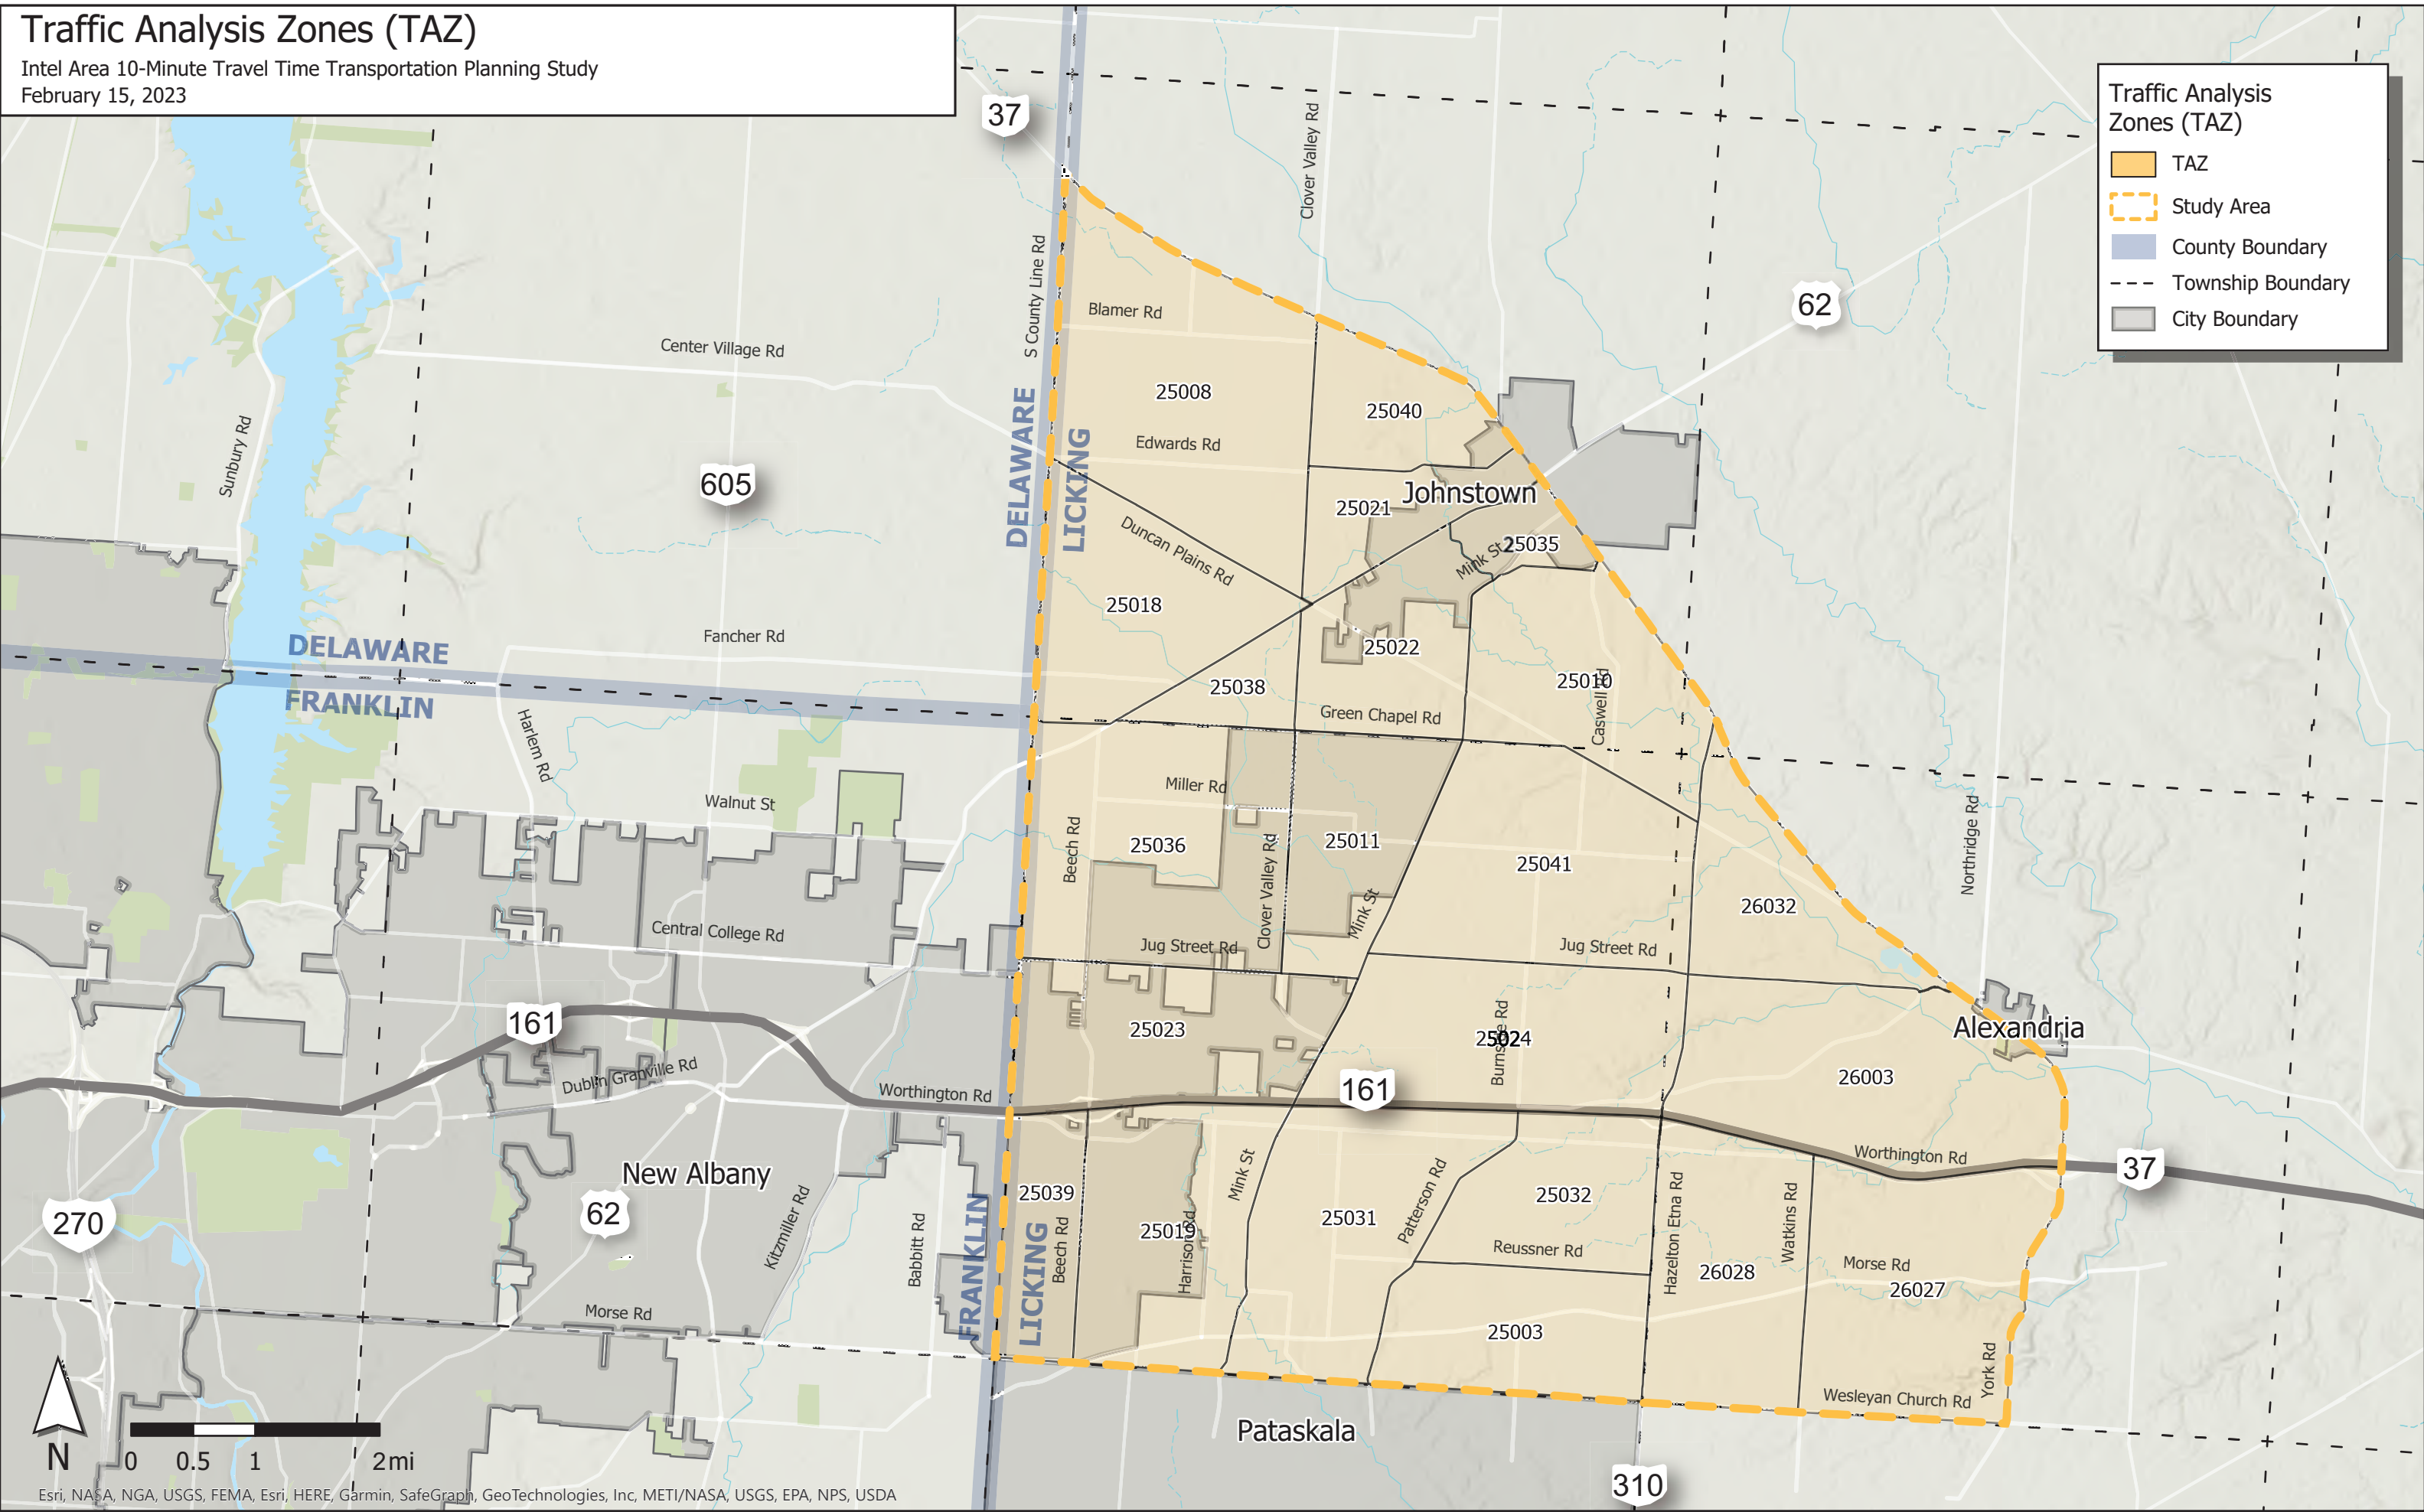 Traffic Analysis Zones (TAZ)
Intel Area 10-Minute Travel Time Transportation Planning Study
February 15, 2023
Traffic Analysis
Zones (TAZ)
TAZ
Study Area
County Boundary
Township Boundary
City Boundary
37
Clover Valley Rd
62
S County Line Rd
Blamer Rd
Center Village Rd
25008
25040
Sunbury Rd
605
DELAWARE
LICKING
Edwards Rd
Johnstown
25021
Duncan Plains Rd
Mink St
25035
25018
Fancher Rd
DELAWARE
FRANKLIN
25022
25038
25010
Caswell Rd
Green Chapel Rd
Harlem Rd
Miller Rd
Walnut St
Beech Rd
25036
Clover Valley Rd
25011
25041
Northridge Rd
26032
Mink St
Central College Rd
Jug Street Rd
Jug Street Rd
161
25023
25024
Burnside Rd
Alexandria
Dublin Granville Rd
Worthington Rd
161
26003
Worthington Rd
37
New Albany
62
270
Kitzmiller Rd
Babbitt Rd
FRANKLIN
LICKING
25039
Beech Rd
25019
Harrison Rd
Mink St
25031
Patterson Rd
25032
Reussner Rd
Hazelton Etna Rd
26028
Watkins Rd
Morse Rd
26027
Morse Rd
25003
York Rd
Wesleyan Church Rd
Pataskala
310
N
0 0.5 1 2 mi
Esri, NASA, NGA, USGS, FEMA, Esri, HERE, Garmin, SafeGraph, GeoTechnologies, Inc, METI/NASA, USGS, EPA, NPS, USDA